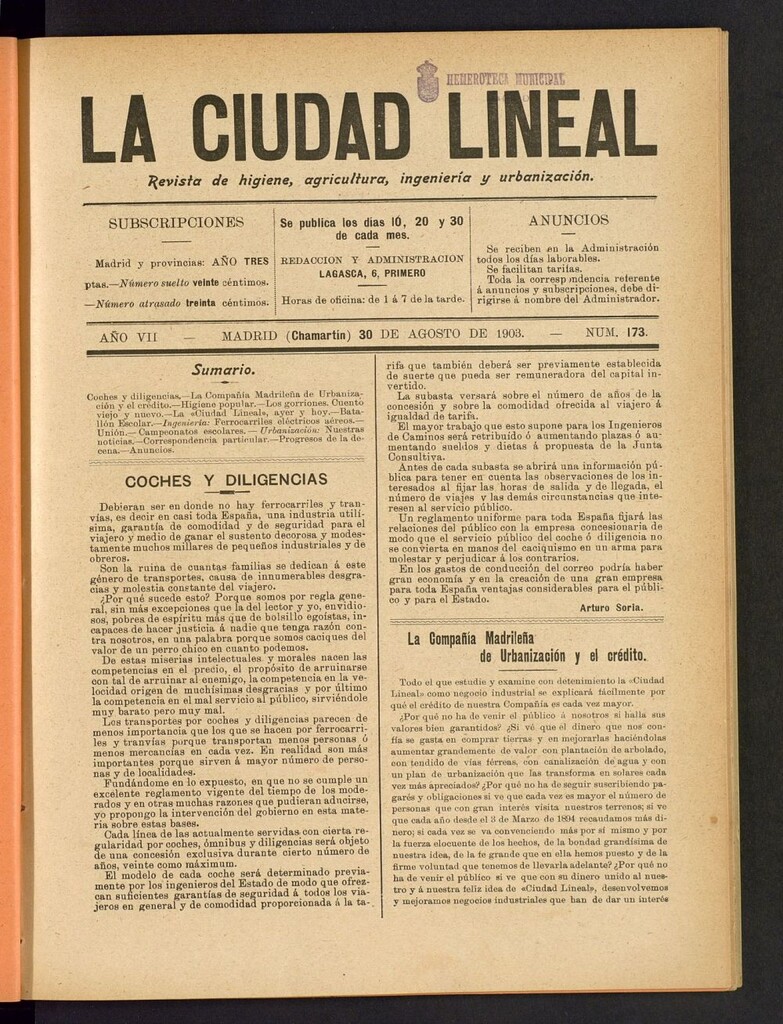 HEMEROTECA MUNICIPAL
LA CIUDAD LINEAL
Revista de higiene, agricultura, ingeniería y urbanización.
SUBSCRIPCIONES
Madrid y provincias: AÑO TRES
ptas.—Número suelto veinte céntimos.
—Número atrasado treinta céntimos.
Se publica los días 10, 20 y 30
de cada mes.
REDACCION Y ADMINISTRACION
LAGASCA, 6, PRIMERO
Horas de oficina: de 1 á 7 de la tarde.
ANUNCIOS
Se reciben en la Administración
todos los días laborables.
Se facilitan tarifas.
Toda la correspondencia referente
á anuncios y subscripciones, debe di-
rigirse á nombre del Administrador.
AÑO VII — MADRID (Chamartín) 30 DE AGOSTO DE 1903. — NUM. 173.
Sumario.
Coches y diligencias.—La Compañía Madrileña de Urbaniza-
ción y el crédito.—Higiene popular.—Los gorriones. Cuento
viejo y nuevo.—La «Ciudad Lineal», ayer y hoy.—Bata-
llón Escolar.—Ingeniería: Ferrocarriles eléctricos aéreos.—
Unión.—Campeonatos escolares.—Urbanización: Nuestras
noticias.—Correspondencia particular.—Progresos de la de-
cena.—Anuncios.
COCHES Y DILIGENCIAS
Debieran ser en donde no hay ferrocarriles y tran-
vías, es decir en casi toda España, una industria utilí-
sima, garantía de comodidad y de seguridad para el
viajero y medio de ganar el sustento decorosa y modes-
tamente muchos millares de pequeños industriales y de
obreros.
Son la ruina de cuantas familias se dedican á este
género de transportes, causa de innumerables desgra-
cias y molestia constante del viajero.
¿Por qué sucede esto? Porque somos por regla gene-
ral, sin más excepciones que la del lector y yo, envidio-
sos, pobres de espíritu más que de bolsillo egoistas, in-
capaces de hacer justicia á nadie que tenga razón con-
tra nosotros, en una palabra porque somos caciques del
valor de un perro chico en cuanto podemos.
De estas miserias intelectuales y morales nacen las
competencias en el precio, el propósito de arruinarse
con tal de arruinar al enemigo, la competencia en la ve-
locidad origen de muchísimas desgracias y por último
la competencia en el mal servicio al público, sirviéndole
muy barato pero muy mal.
Los transportes por coches y diligencias parecen de
menos importancia que los que se hacen por ferrocarri-
les y tranvías porque transportan menos personas ó
menos mercancías en cada vez. En realidad son más
importantes porque sirven á mayor número de perso-
nas y de localidades.
Fundándome en lo expuesto, en que no se cumple un
excelente reglamento vigente del tiempo de los mode-
rados y en otras muchas razones que pudieran aducirse,
yo propongo la intervención del gobierno en esta mate-
ria sobre estas bases.
Cada línea de las actualmente servidas con cierta re-
gularidad por coches, ómnibus y diligencias será objeto
de una concesión exclusiva durante cierto número de
años, veinte como máximum.
El modelo de cada coche será determinado previa-
mente por los ingenieros del Estado de modo que ofrez-
can suficientes garantías de seguridad á todos los via-
jeros en general y de comodidad proporcionada á la ta-
rifa que también deberá ser previamente establecida
de suerte que pueda ser remuneradora del capital in-
vertido.
La subasta versará sobre el número de años de la
concesión y sobre la comodidad ofrecida al viajero á
igualdad de tarifa.
El mayor trabajo que esto supone para los Ingenieros
de Caminos será retribuído ó aumentando plazas ó au-
mentando sueldos y dietas á propuesta de la Junta
Consultiva.
Antes de cada subasta se abrirá una información pú-
blica para tener en cuenta las observaciones de los in-
teresados al fijar las horas de salida y de llegada, el
número de viajes y las demás circunstancias que inte-
resen al servicio público.
Un reglamento uniforme para toda España fijará las
relaciones del público con la empresa concesionaria de
modo que el servicio público del coche ó diligencia no
se convierta en manos del caciquismo en un arma para
molestar y perjudicar á los contrarios.
En los gastos de conducción del correo podría haber
gran economía y en la creación de una gran empresa
para toda España ventajas considerables para el públi-
co y para el Estado.
Arturo Soria.
La Compañía Madrileña
de Urbanización y el crédito.
Todo el que estudie y examine con detenimiento la «Ciudad
Lineal» como negocio industrial se explicará fácilmente por
qué el crédito de nuestra Compañía es cada vez mayor.
¿Por qué no ha de venir el público á nosotros si halla sus
valores bien garantidos? ¿Si vé que el dinero que nos con-
fía se gasta en comprar tierras y en mejorarlas haciéndolas
aumentar grandemente de valor con plantación de arbolado,
con tendido de vías férreas, con canalización de agua y con
un plan de urbanización que las transforma en solares cada
vez más apreciados? ¿Por qué no ha de seguir suscribiendo pa-
garés y obligaciones si ve que cada vez es mayor el número de
personas que con gran interés visita nuestros terrenos; si ve
que cada año desde el 3 de Marzo de 1894 recaudamos más di-
nero; si cada vez se va convenciendo más por sí mismo y por
la fuerza elocuente de los hechos, de la bondad grandísima de
nuestra idea, de la fe grande que en ella hemos puesto y de la
firme voluntad que tenemos de llevarla adelante? ¿Por qué no
ha de venir el público si ve que con su dinero unido al nues-
tro y á nuestra feliz idea de «Ciudad Lineal», desenvolvemos
y mejoramos negocios industriales que han de dar un interés